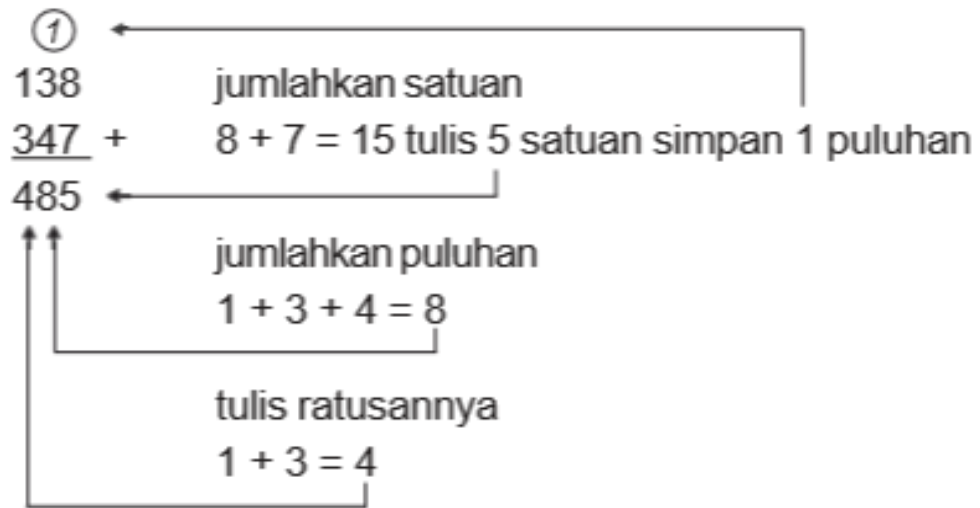 1
138 jumlahkan satuan
347 + 8 + 7 = 15 tulis 5 satuan simpan 1 puluhan
485
jumlahkan puluhan
1 + 3 + 4 = 8
tulis ratusannya
1 + 3 = 4